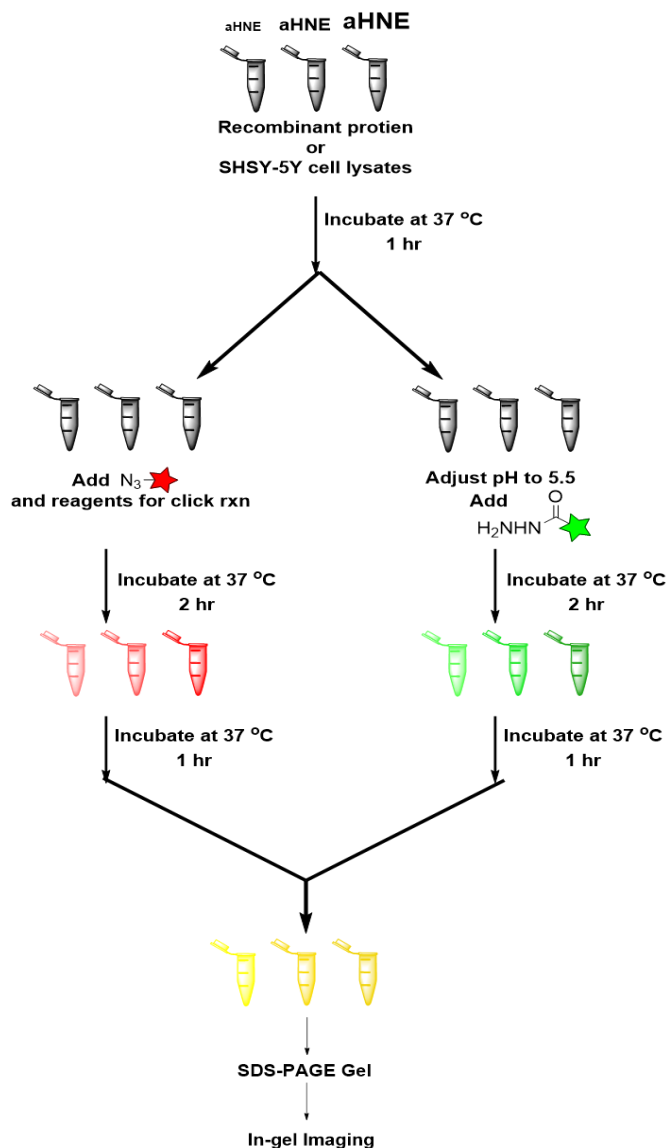 aHNE aHNE aHNE
Recombinant protien
or
SHSY-5Y cell lysates
Incubate at 37 °C
1 hr
Add N3
and reagents for click rxn
Adjust pH to 5.5
Add
O
H2NHN
Incubate at 37 °C
2 hr
Incubate at 37 °C
2 hr
Incubate at 37 °C
1 hr
Incubate at 37 °C
1 hr
SDS-PAGE Gel
In-gel Imaging